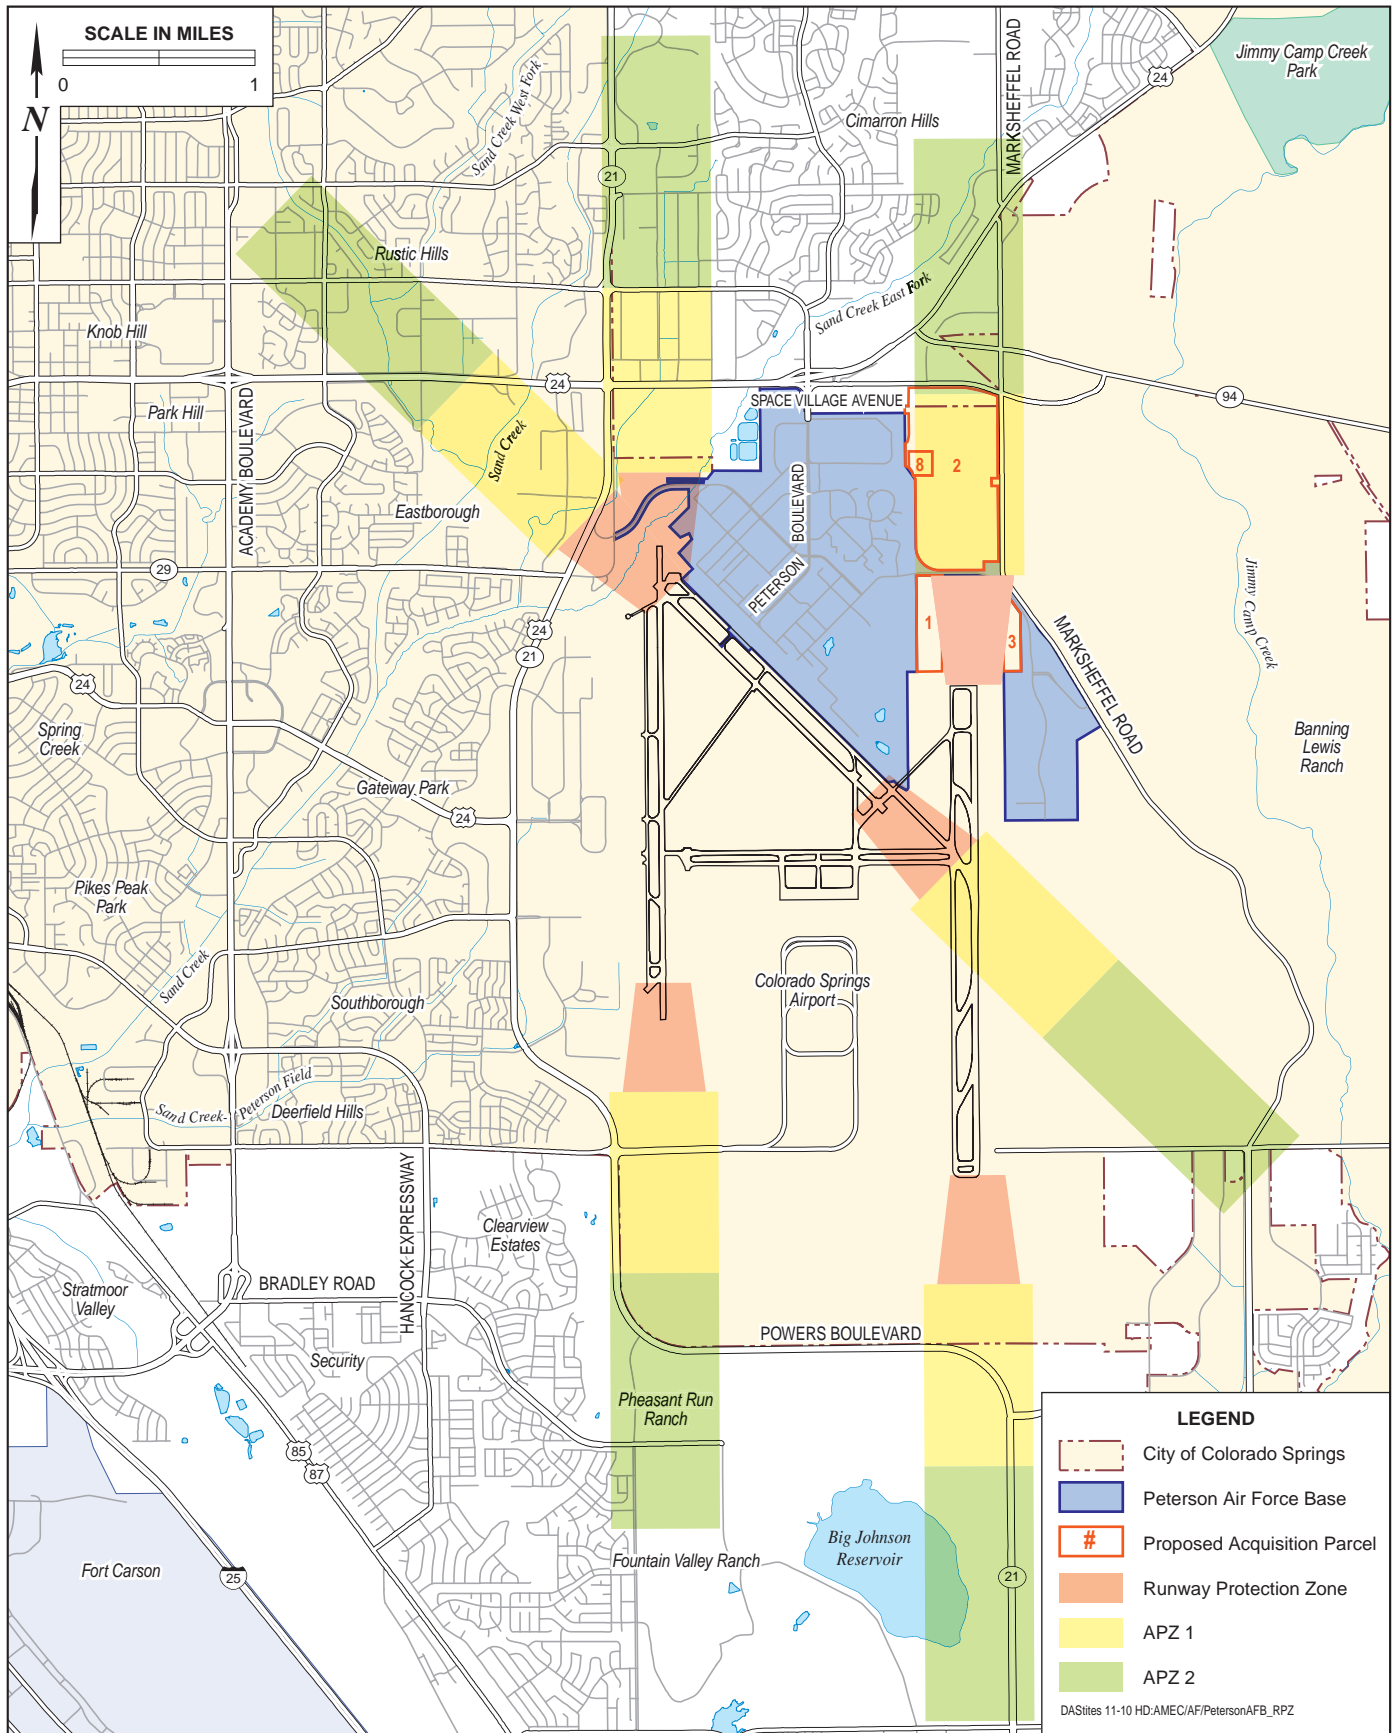 SCALE IN MILES
0 1
N
Sand Creek West Fork
MARKSHEFFEL ROAD
24
Jimmy Camp Creek
Park
Cimarron Hills
21
Rustic Hills
Sand Creek East Fork
Knob Hill
24
94
Park Hill
ACADEMY BOULEVARD
SPACE VILLAGE AVENUE
Sand Creek
8
2
BOULEVARD
Eastborough
29
PETERSON
Jimmy Camp Creek
24
21
1
3
MARKSHEFFEL ROAD
24
Spring
Creek
Banning
Lewis
Ranch
Gateway Park
24
Pikes Peak
Park
Sand Creek
Southborough
Colorado Springs
Airport
Sand Creek-
Peterson Field
Deerfield Hills
HANCOCK EXPRESSWAY
Clearview
Estates
Stratmoor
Valley
BRADLEY ROAD
POWERS BOULEVARD
Security
Pheasant Run
Ranch
85
87
Big Johnson
Reservoir
Fountain Valley Ranch
Fort Carson
25
21
LEGEND
City of Colorado Springs
Peterson Air Force Base
# Proposed Acquisition Parcel
Runway Protection Zone
APZ 1
APZ 2
DAStites 11-10 HD:AMEC/AF/PetersonAFB_RPZ